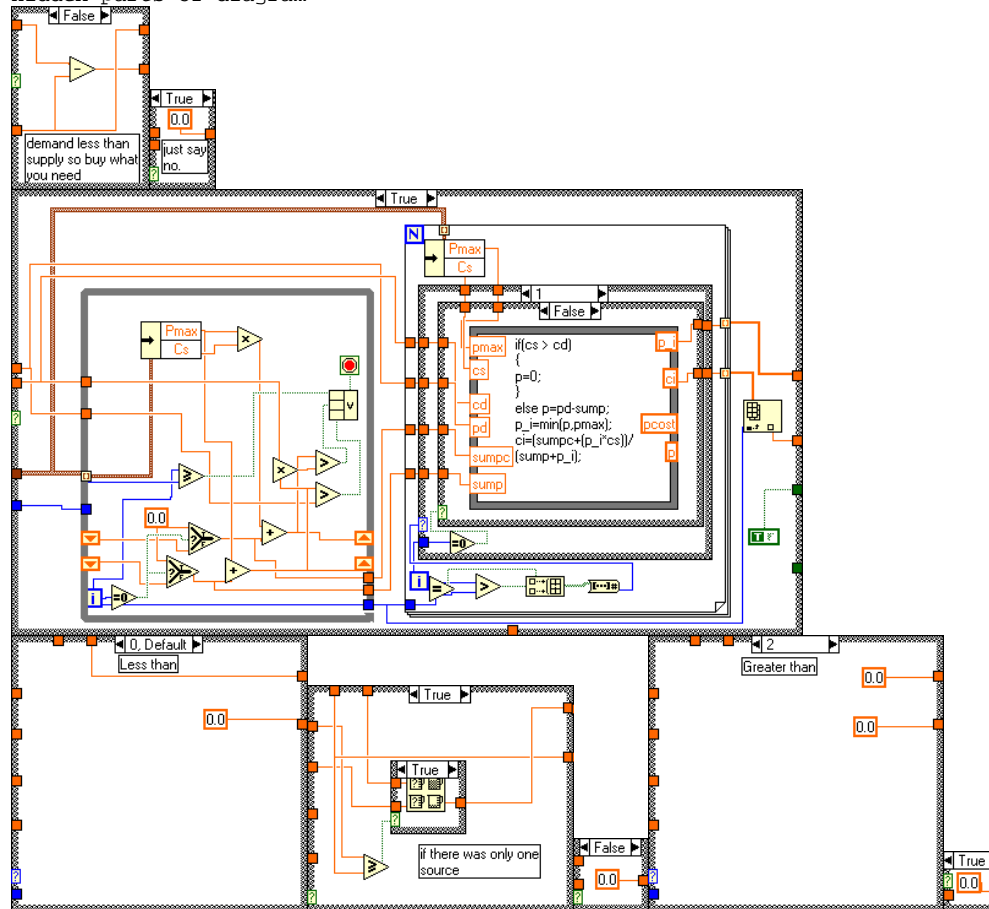 hidden parts of diagram
False
demand less than
supply so buy what
you need
True
0.0
just say
no.
True
N
Pmax
Cs
1
False
Pmax
Cs
pmax
cs
cd
pd
sumpc
sump
if(cs > cd)
{
p=0;
}
else p=pd-sump;
p_i=min(p,pmax);
ci=(sumpc+(p_i*cs))/
(sump+p_i);
p_i
ci
pcost
p
0.0
i
=0
=0
i
T
0, Default
Less than
0.0
True
True
if there was only one
source
False
0.0
2
Greater than
0.0
0.0
True
0.0